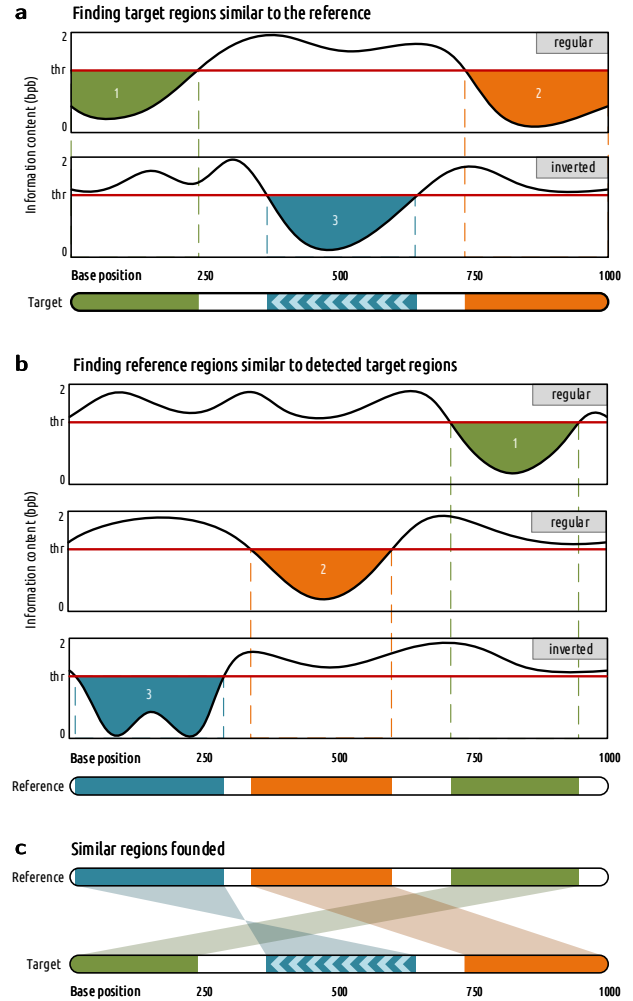 a Finding target regions similar to the reference
2 regular
thr
1 2
0
Information content (bpb)
2 inverted
thr
3
0
Base position 250 500 750 1000
Target
b Finding reference regions similar to detected target regions
2 regular
thr
1
0
2 regular
thr
2
0
Information content (bpb)
2 inverted
thr
3
0
Base position 250 500 750 1000
Reference
c Similar regions founded
Reference
Target
Base position 250 500 750 1000